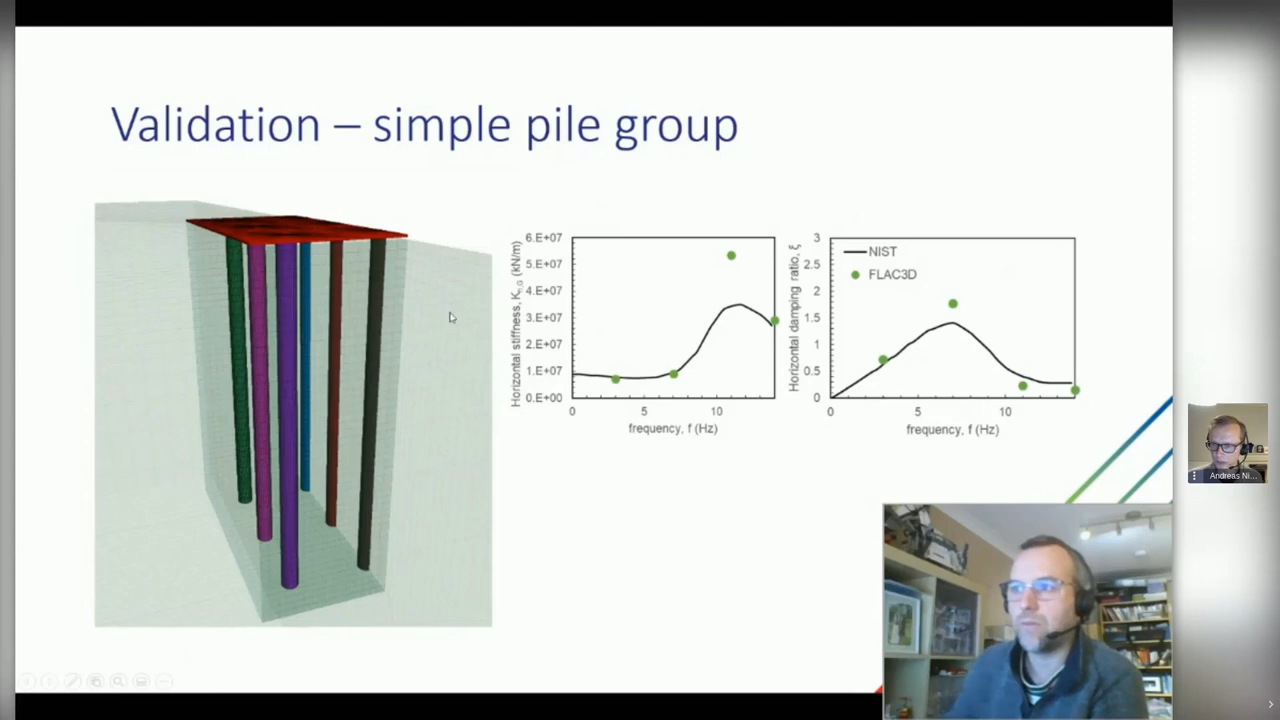 Validation – simple pile group
6.E+07
5.E+07
4.E+07
3.E+07
2.E+07
1.E+07
0.E+00
Horizontal stiffness, K (kN/m)
0
5
10
frequency, f (Hz)
3
2.5
2
1.5
1
0.5
0
Horizontal damping ratio, ξ
NIST
FLAC3D
0
5
10
frequency, f (Hz)
Andreas Ni...